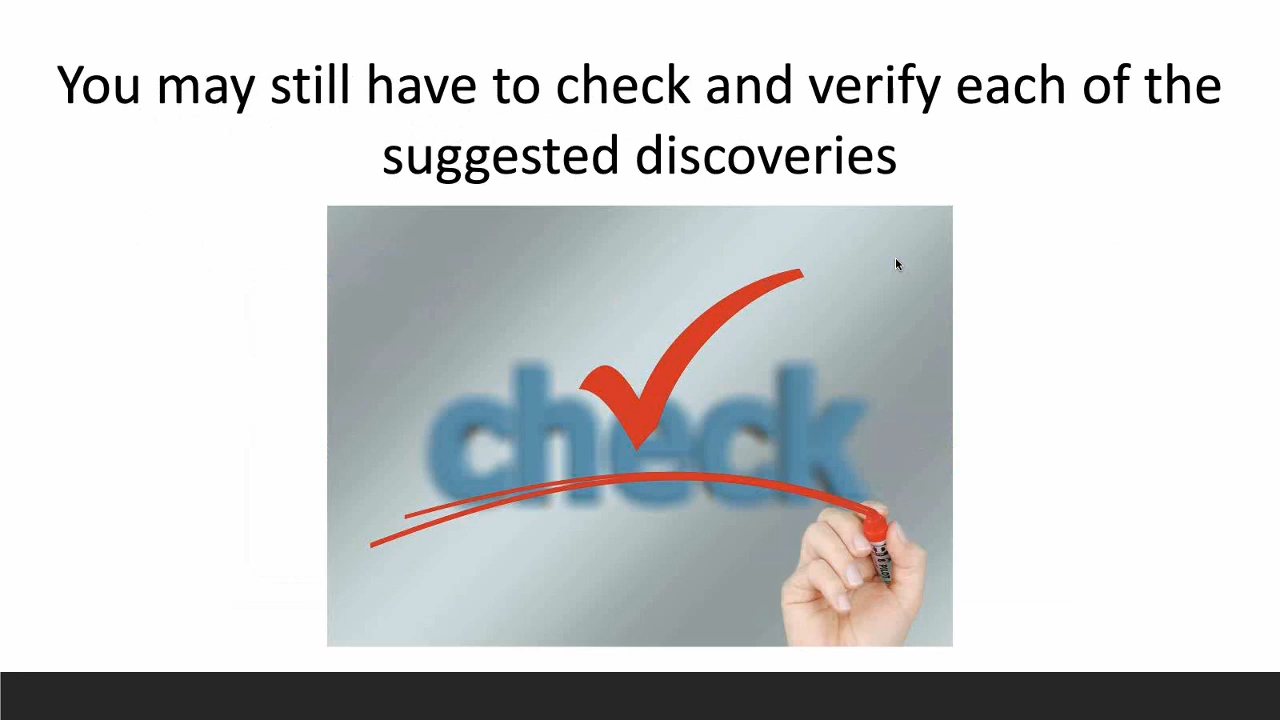 You may still have to check and verify each of the
suggested discoveries
check